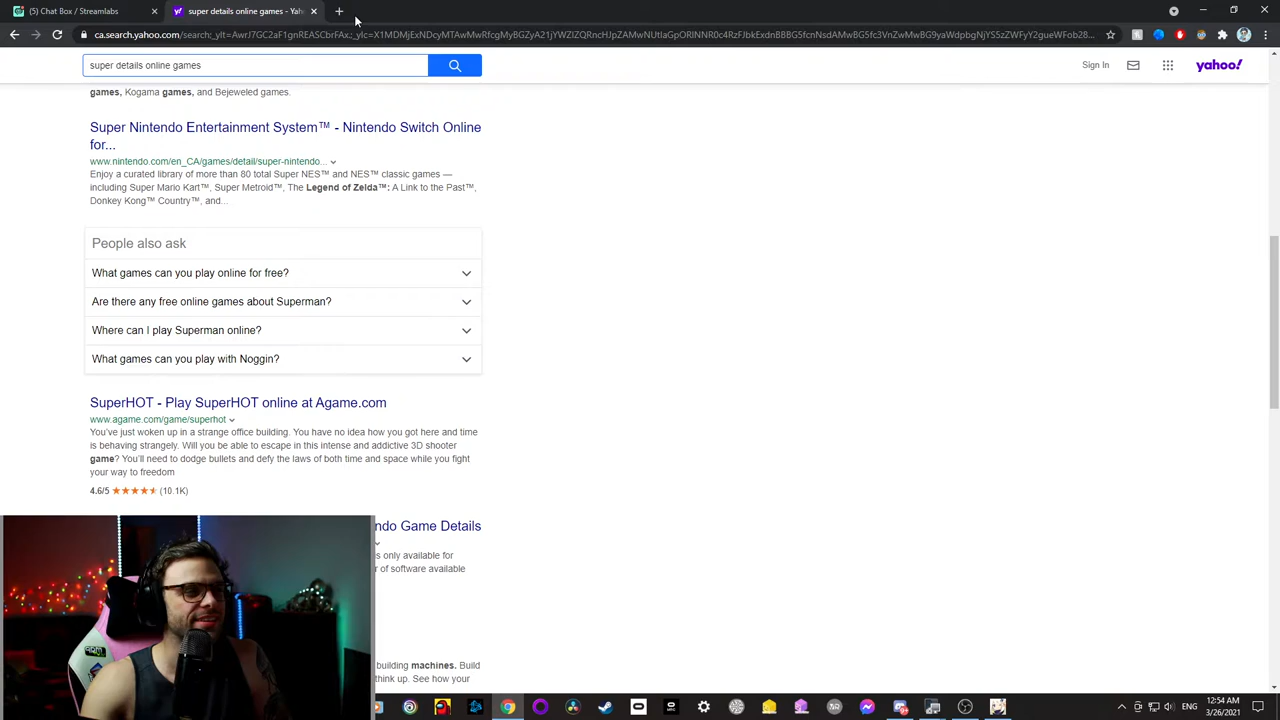 (5) Chat Box / Streamlabs
super details online games - Yah
super details online games
Sign In
yahoo!
games, Kogama games, and Bejeweled games.
Super Nintendo Entertainment System™ - Nintendo Switch Online
for...
www.nintendo.com/en_CA/games/detail/super-nintendo...
Enjoy a curated library of more than 80 total Super NES™ and NES™ classic games —
including Super Mario Kart™, Super Metroid™, The Legend of Zelda™: A Link to the Past™,
Donkey Kong™ Country™, and...
People also ask
What games can you play online for free?
Are there any free online games about Superman?
Where can I play Superman online?
What games can you play with Noggin?
SuperHOT - Play SuperHOT online at Agame.com
www.agame.com/game/superhot
You've just woken up in a strange office building. You have no idea how you got here and time
is behaving strangely. Will you be able to escape in this intense and addictive 3D shooter
game? You'll need to dodge bullets and defy the laws of both time and space while you fight
your way to freedom
4.6/5 (10.1K)
ndo Game Details
s only available for
r of software available
building machines. Build
think up. See how your
ENG
12:54 AM
3/26/2021